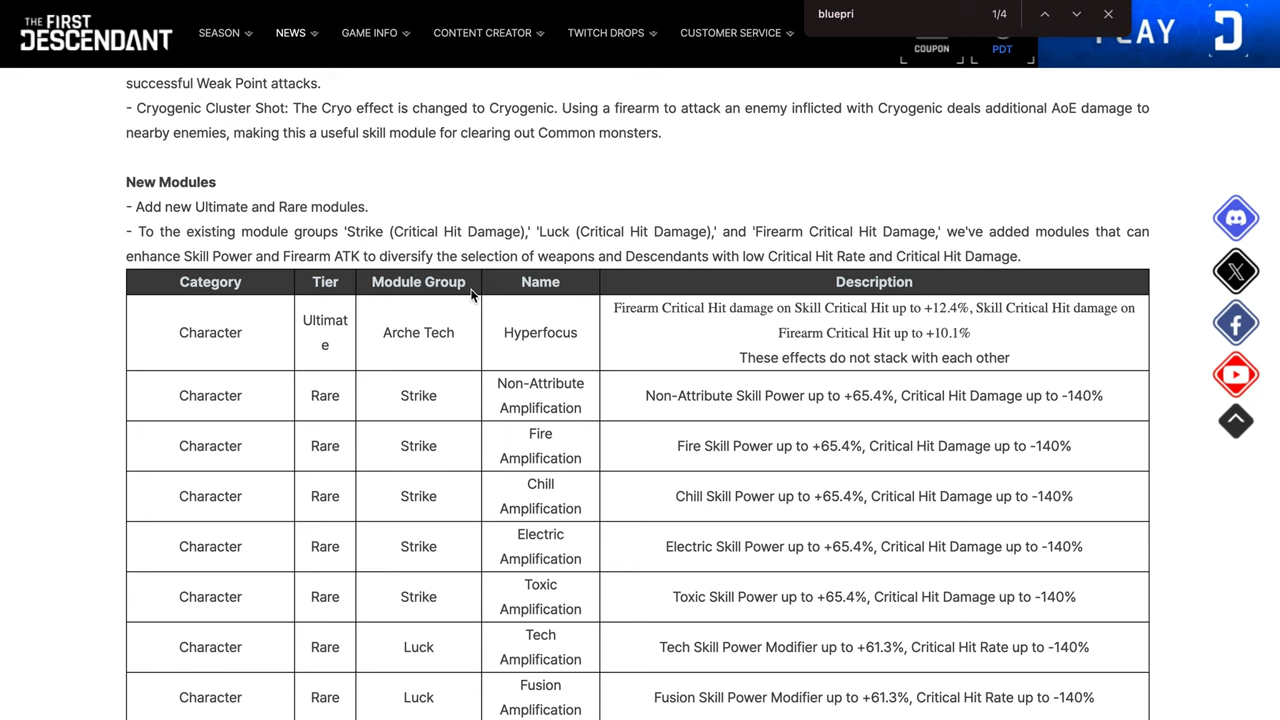 THE FIRST
DESCENDANT
SEASON
NEWS
GAME INFO
CONTENT CREATOR
TWITCH DROPS
CUSTOMER SERVICE
bluepri
1/4
COUPON
PDT
successful Weak Point attacks.
- Cryogenic Cluster Shot: The Cryo effect is changed to Cryogenic. Using a firearm to attack an enemy inflicted with Cryogenic deals additional AoE damage to
nearby enemies, making this a useful skill module for clearing out Common monsters.
New Modules
- Add new Ultimate and Rare modules.
- To the existing module groups 'Strike (Critical Hit Damage),' 'Luck (Critical Hit Damage),' and 'Firearm Critical Hit Damage,' we've added modules that can
enhance Skill Power and Firearm ATK to diversify the selection of weapons and Descendants with low Critical Hit Rate and Critical Hit Damage.
Category Tier Module Group Name Description
Character
Ultimat
e
Arche Tech
Hyperfocus
Firearm Critical Hit damage on Skill Critical Hit up to +12.4%, Skill Critical Hit damage on
Firearm Critical Hit up to +10.1%
These effects do not stack with each other
Character
Rare
Strike
Non-Attribute
Amplification
Non-Attribute Skill Power up to +65.4%, Critical Hit Damage up to -140%
Character
Rare
Strike
Fire
Amplification
Fire Skill Power up to +65.4%, Critical Hit Damage up to -140%
Character
Rare
Strike
Chill
Amplification
Chill Skill Power up to +65.4%, Critical Hit Damage up to -140%
Character
Rare
Strike
Electric
Amplification
Electric Skill Power up to +65.4%, Critical Hit Damage up to -140%
Character
Rare
Strike
Toxic
Amplification
Toxic Skill Power up to +65.4%, Critical Hit Damage up to -140%
Character
Rare
Luck
Tech
Amplification
Tech Skill Power Modifier up to +61.3%, Critical Hit Rate up to -140%
Character
Rare
Luck
Fusion
Amplification
Fusion Skill Power Modifier up to +61.3%, Critical Hit Rate up to -140%